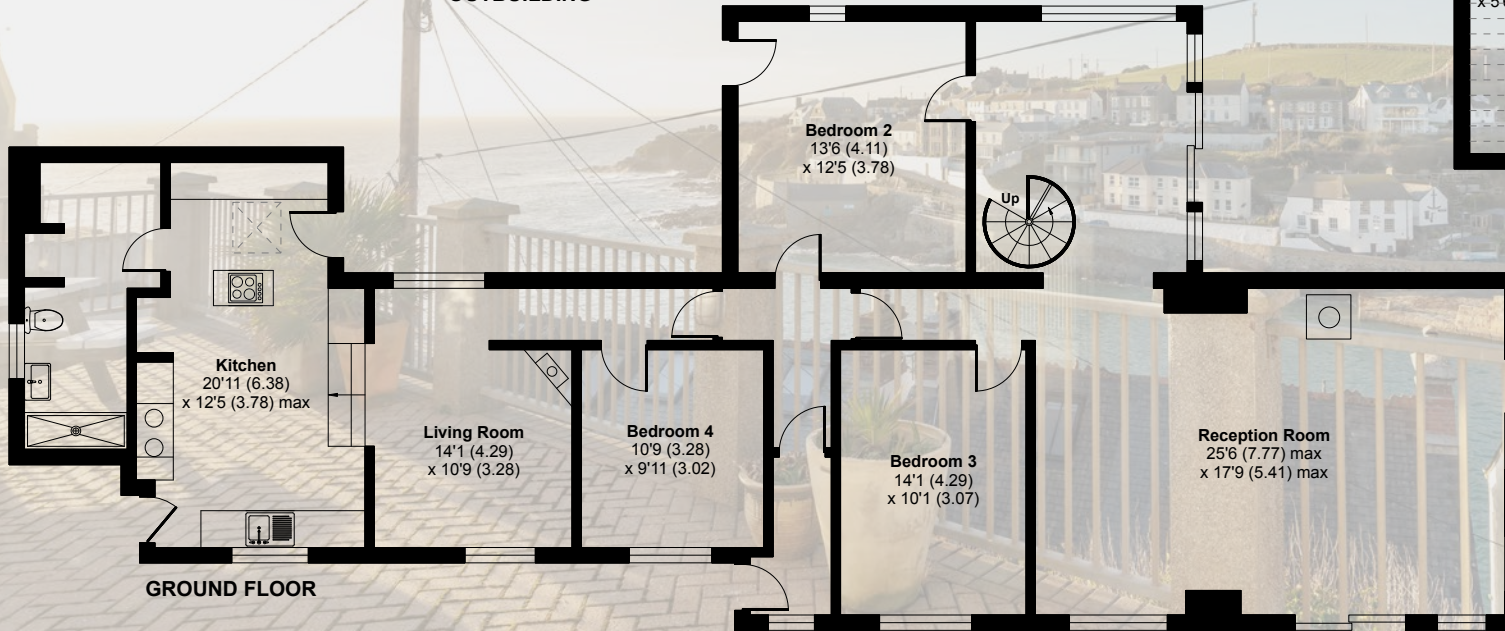 Bedroom 2
13'6 (4.11)
x 12'5 (3.78)
Up
Kitchen
20'11 (6.38)
x 12'5 (3.78) max
Living Room
14'1 (4.29)
x 10'9 (3.28)
Bedroom 4
10'9 (3.28)
x 9'11 (3.02)
Bedroom 3
14'1 (4.29)
x 10'1 (3.07)
Reception Room
25'6 (7.77) max
x 17'9 (5.41) max
GROUND FLOOR